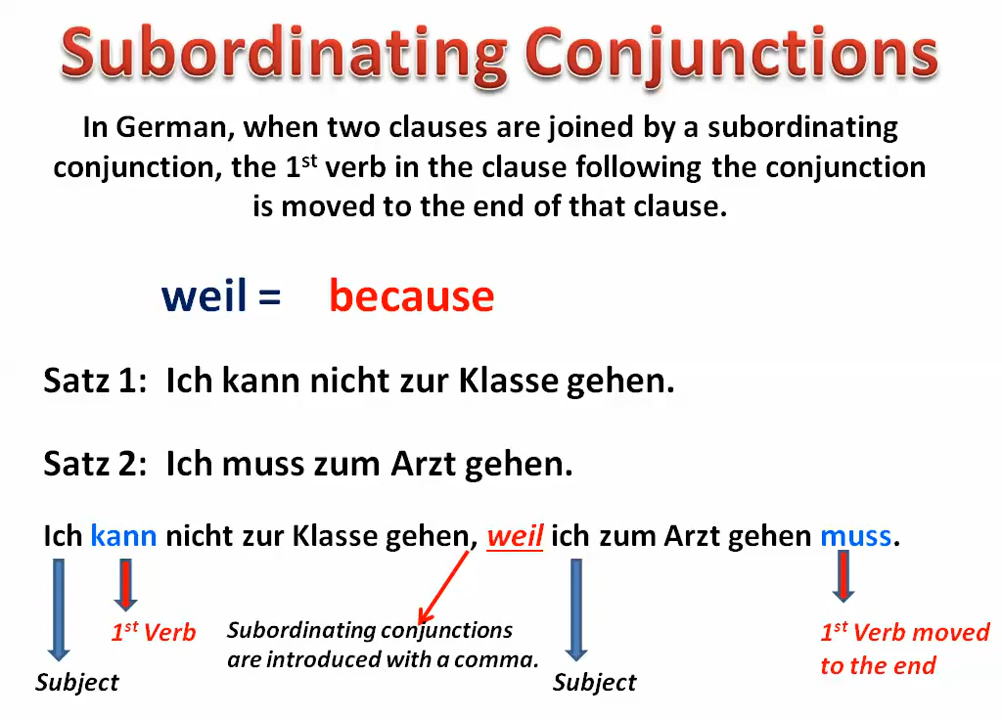 Subordinating Conjunctions
In German, when two clauses are joined by a subordinating
conjunction, the 1st verb in the clause following the conjunction
is moved to the end of that clause.
weil = because
Satz 1: Ich kann nicht zur Klasse gehen.
Satz 2: Ich muss zum Arzt gehen.
Ich kann nicht zur Klasse gehen, weil ich zum Arzt gehen muss.
1st Verb
Subordinating conjunctions
are introduced with a comma.
1st Verb moved
to the end
Subject
Subject